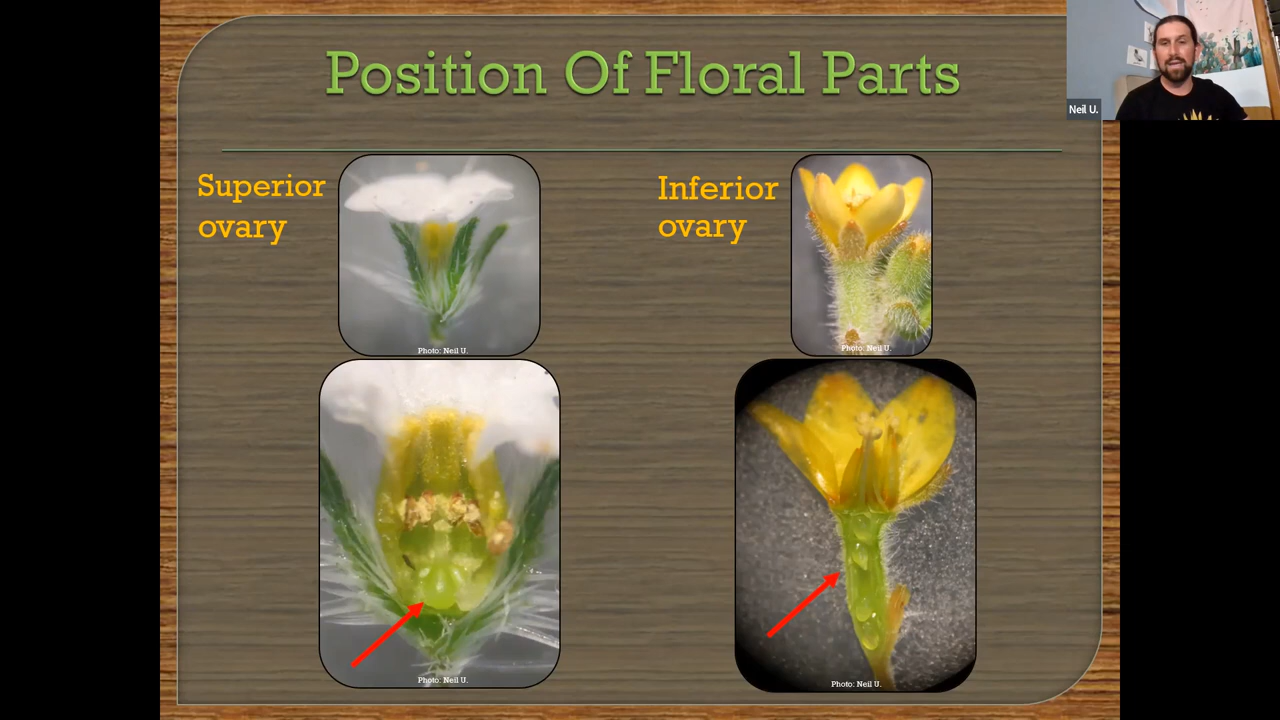 Position Of Floral Parts
Neil U.
Superior
ovary
Photo: Neil U.
Inferior
ovary
Photo: Neil U.
Photo: Neil U.
Photo: Neil U.